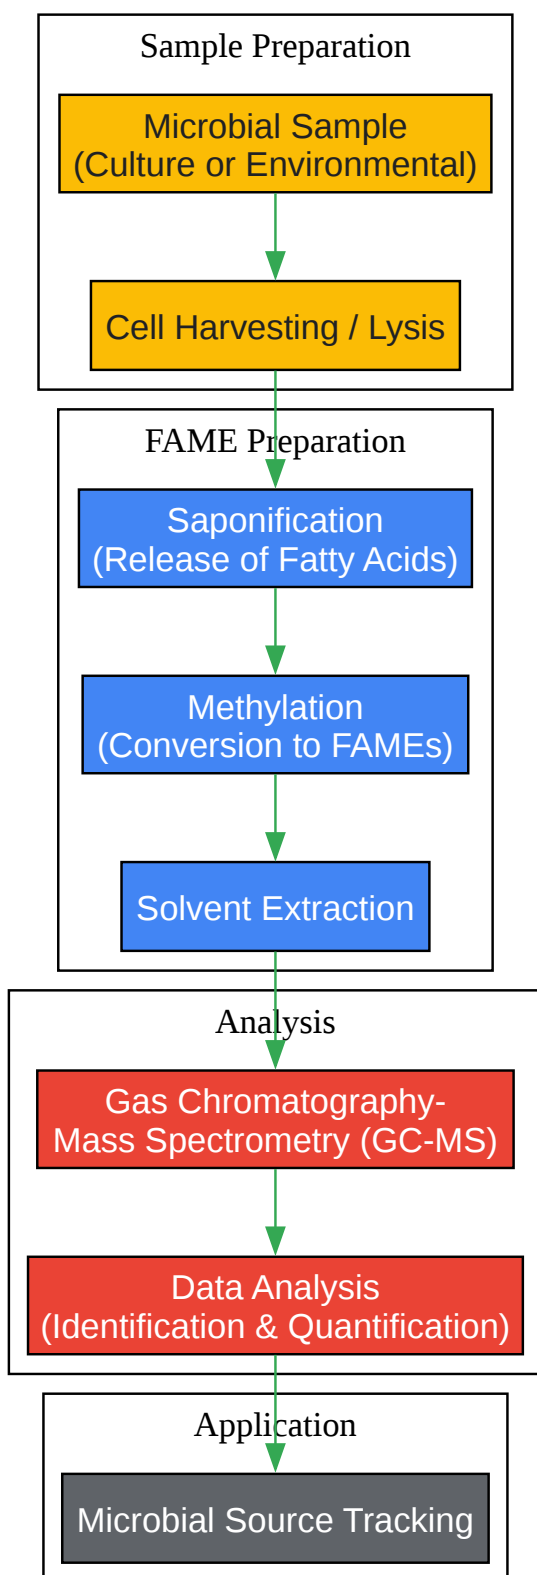 Sample Preparation
Microbial Sample
(Culture or Environmental)
Cell Harvesting / Lysis
FAME Preparation
Saponification
(Release of Fatty Acids)
Methylation
(Conversion to FAMEs)
Solvent Extraction
Analysis
Gas Chromatography-
Mass Spectrometry (GC-MS)
Data Analysis
(Identification & Quantification)
Application
Microbial Source Tracking